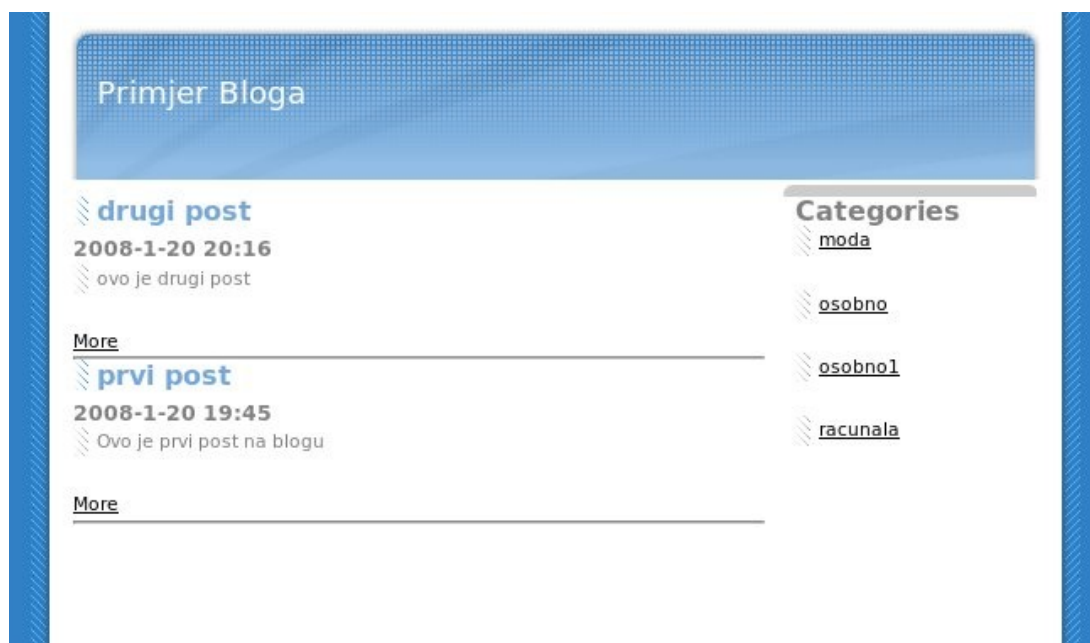 Primjer Bloga
drugi post
2008-1-20 20:16
ovo je drugi post
More
prvi post
2008-1-20 19:45
Ovo je prvi post na blogu
More
Categories
moda
osobno
osobno1
racunala